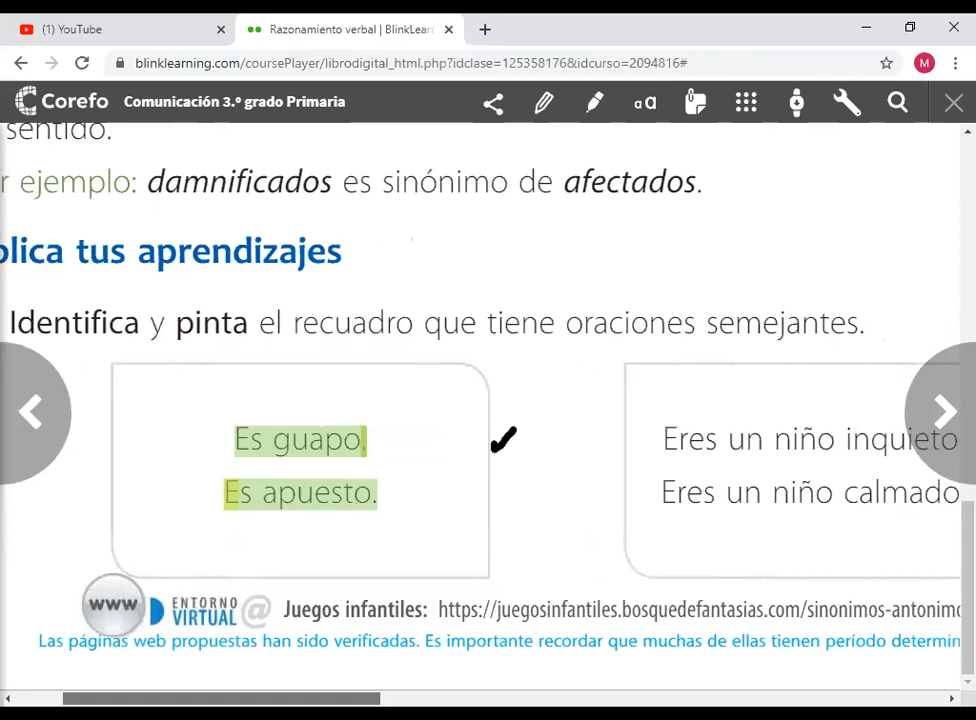 (1) YouTube
Razonamiento verbal | BlinkLearn
blinklearning.com/coursePlayer/librodigital_html.php?idclase=125358176&idcurso=2094816#
M
Corefo
Comunicación 3.º grado Primaria
aA
sentido.
r ejemplo: damnificados es sinónimo de afectados.
plica tus aprendizajes
Identifica y pinta el recuadro que tiene oraciones semejantes.
Es guapo.
Es apuesto.
Eres un niño inquieto
Eres un niño calmado
www
ENTORNO
VIRTUAL
@
Juegos infantiles: https://juegosinfantiles.bosquedefantasias.com/sinonimos-antonimo
Las páginas web propuestas han sido verificadas. Es importante recordar que muchas de ellas tienen período determin